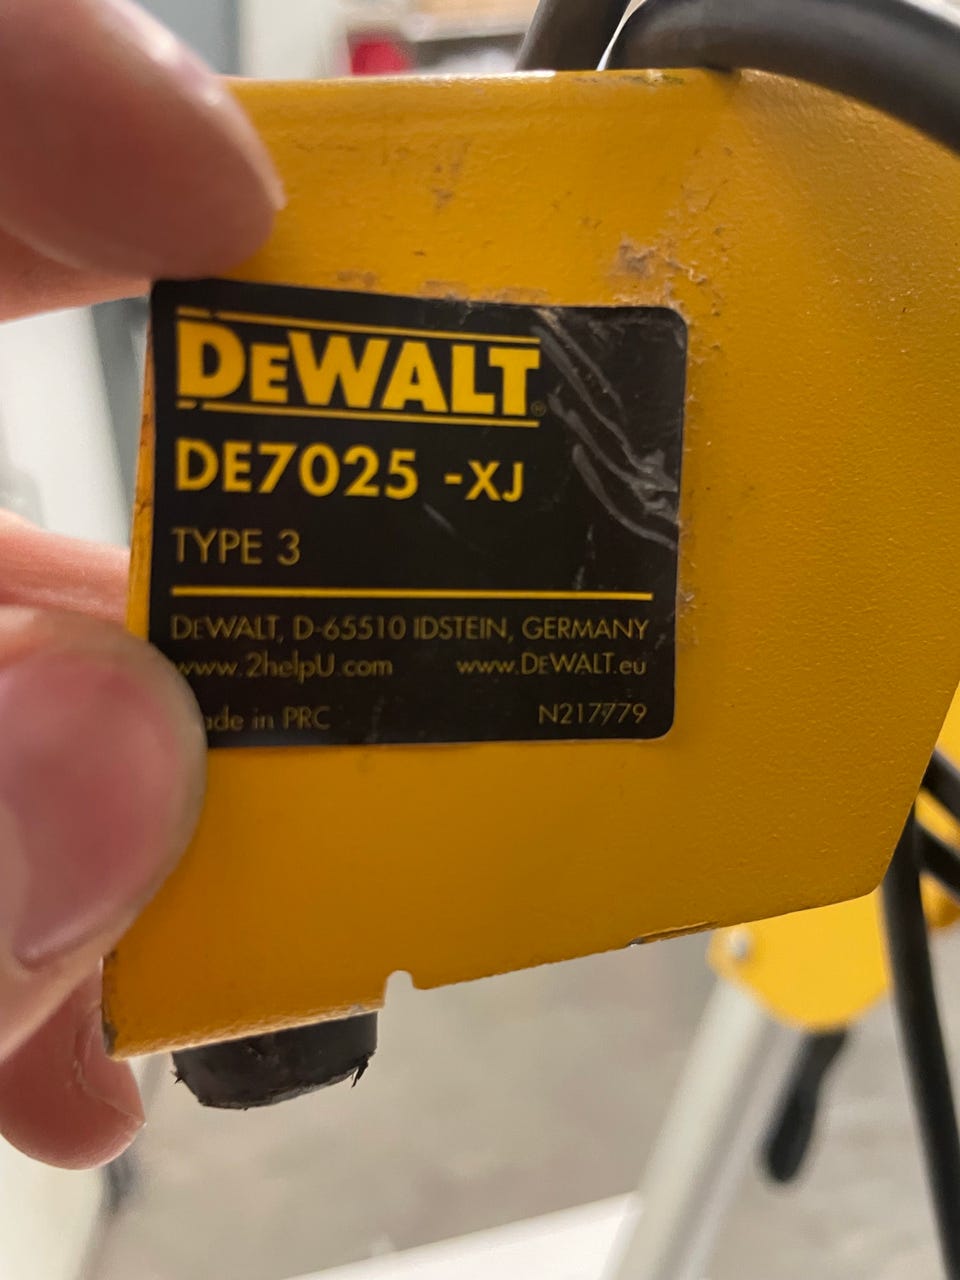 DEWALT®
DE7025 -XJ
TYPE 3
DEWALT, D-65510 IDSTEIN, GERMANY
www.2helpU.com www.DEWALT.eu
in PRC N217779